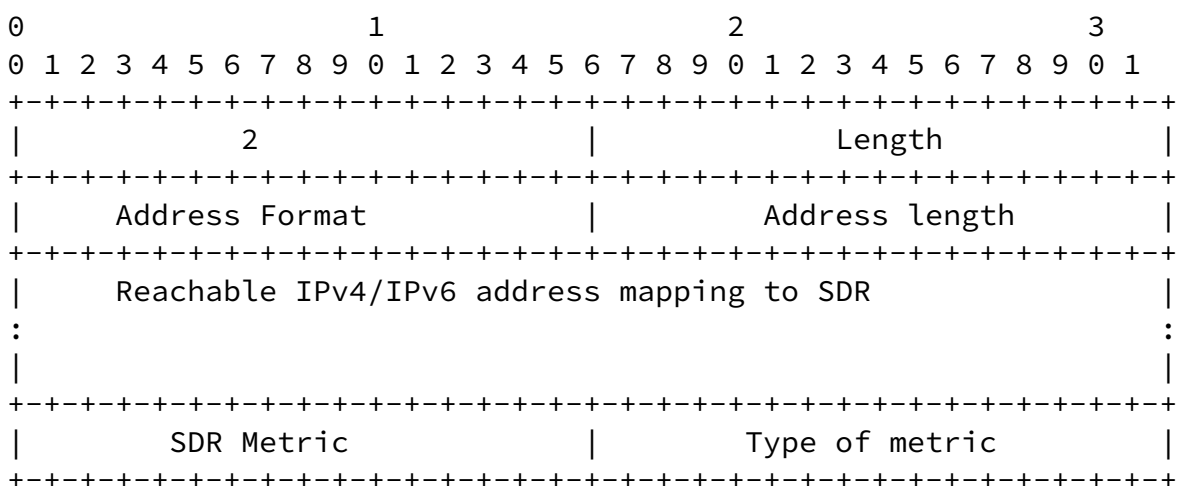 0                   1                   2                   3
0 1 2 3 4 5 6 7 8 9 0 1 2 3 4 5 6 7 8 9 0 1 2 3 4 5 6 7 8 9 0 1
+-+-+-+-+-+-+-+-+-+-+-+-+-+-+-+-+-+-+-+-+-+-+-+-+-+-+-+-+-+-+-+-+
|            2                  |             Length            |
+-+-+-+-+-+-+-+-+-+-+-+-+-+-+-+-+-+-+-+-+-+-+-+-+-+-+-+-+-+-+-+-+
|     Address Format            |         Address length        |
+-+-+-+-+-+-+-+-+-+-+-+-+-+-+-+-+-+-+-+-+-+-+-+-+-+-+-+-+-+-+-+-+
|     Reachable IPv4/IPv6 address mapping to SDR                |
:                                                               :
|                                                               |
+-+-+-+-+-+-+-+-+-+-+-+-+-+-+-+-+-+-+-+-+-+-+-+-+-+-+-+-+-+-+-+-+
|        SDR Metric             |        Type of metric         |
+-+-+-+-+-+-+-+-+-+-+-+-+-+-+-+-+-+-+-+-+-+-+-+-+-+-+-+-+-+-+-+-+